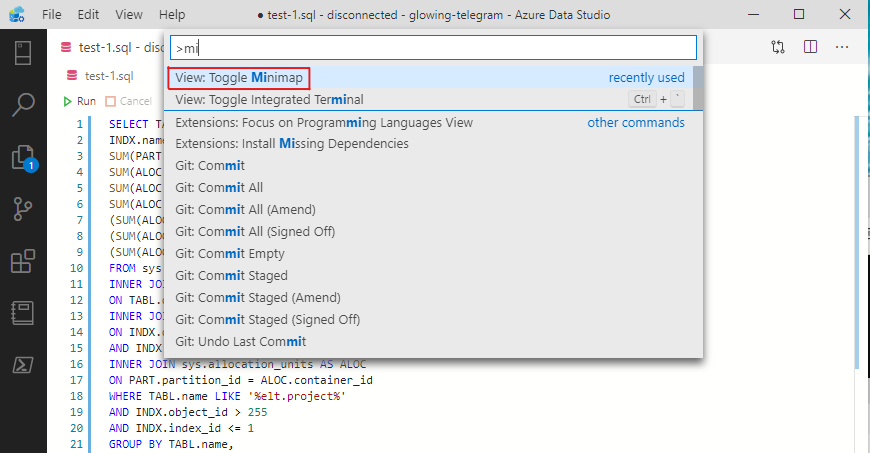 File Edit View Help ● test-1.sql - disconnected - glowing-telegram - Azure Data Studio
test-1.sql - disc
>mi
test-1.sql
View: Toggle Minimap recently used
Run Cancel
View: Toggle Integrated Terminal Ctrl + `
1 SELECT TA
Extensions: Focus on Programming Languages View other commands
2 INDX.name
Extensions: Install Missing Dependencies
3 SUM(PART
Git: Commit
4 SUM(ALOC
1
Git: Commit All
5 SUM(ALOC
6 SUM(ALOC
Git: Commit All (Amend)
7 (SUM(ALO
Git: Commit All (Signed Off)
8 (SUM(ALO
9 (SUM(ALO
Git: Commit Empty
10 FROM sys
Git: Commit Staged
11 INNER JOI
12 ON TABL.
Git: Commit Staged (Amend)
13 INNER JOI
Git: Commit Staged (Signed Off)
14 ON INDX.
15 AND INDX
Git: Undo Last Commit
16 INNER JOIN sys.allocation_units AS ALOC
17 ON PART.partition_id = ALOC.container_id
18 WHERE TABL.name LIKE '%elt.project%'
19 AND INDX.object_id > 255
20 AND INDX.index_id <= 1
21 GROUP BY TABL.name,